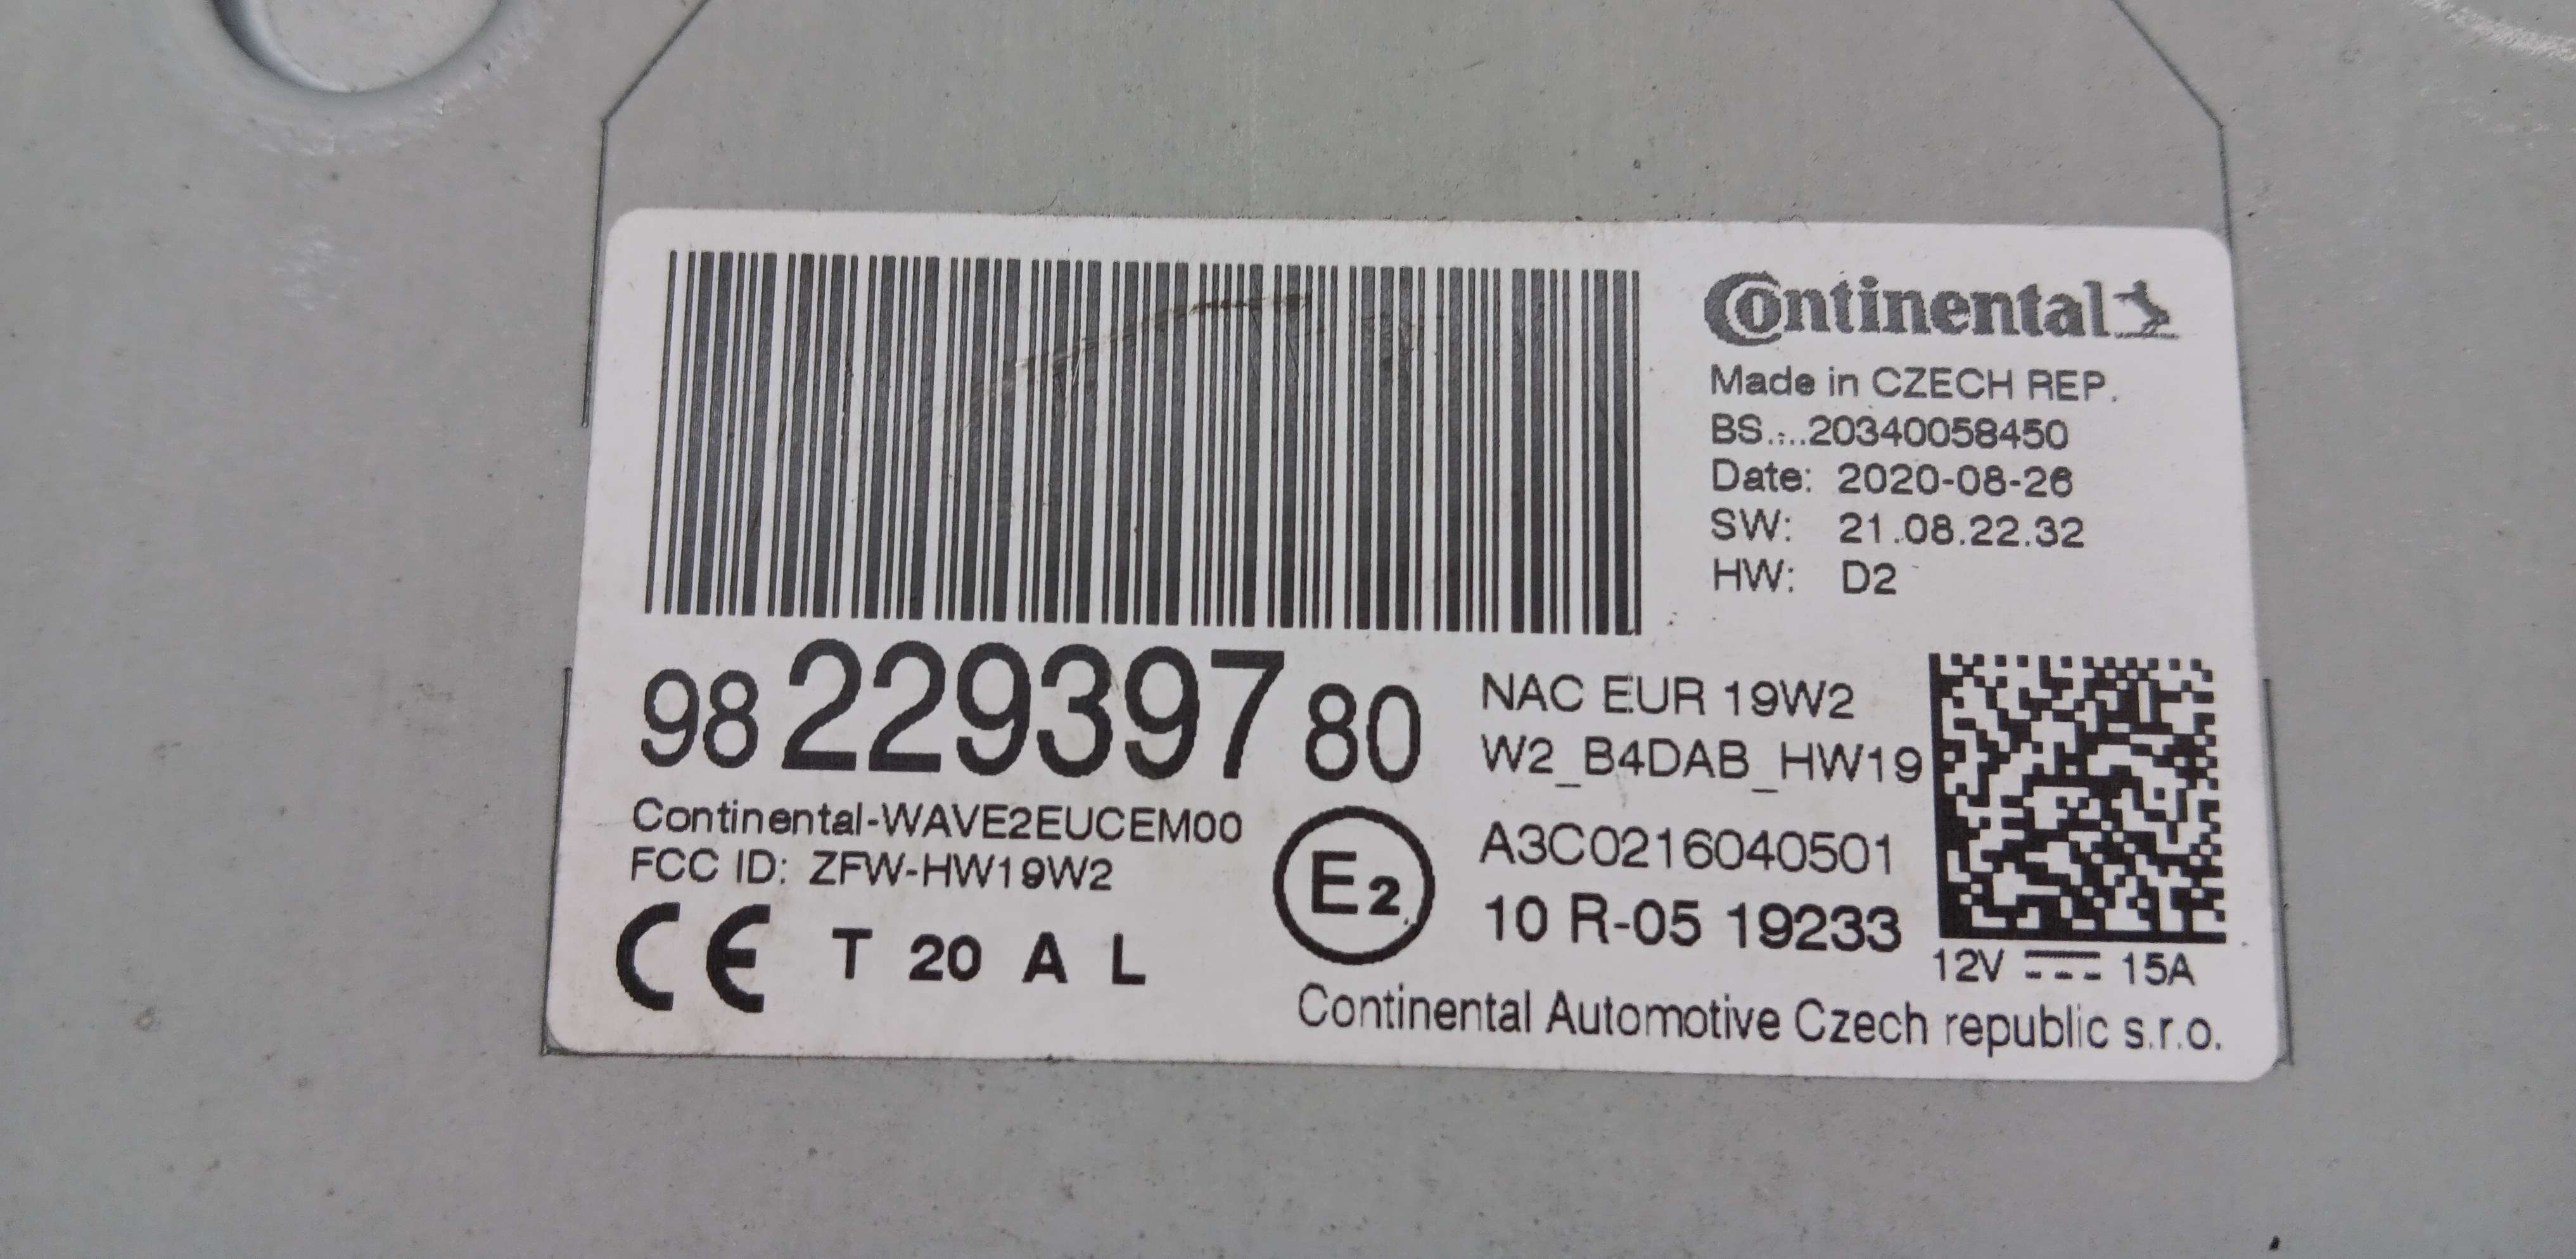 Continental
Made in CZECH REP.
BS.:..20340058450
Date: 2020-08-26
SW: 21.08.22.32
HW: D2
98 229397 80
NAC EUR 19W2
W2_B4DAB_HW19
Continental-WAVE2EUCEM00
FCC ID: ZFW-HW19W2
CE T 20 A L
E2
A3C0216040501
10 R-05 19233
12V 15A
Continental Automotive Czech republic s.r.o.